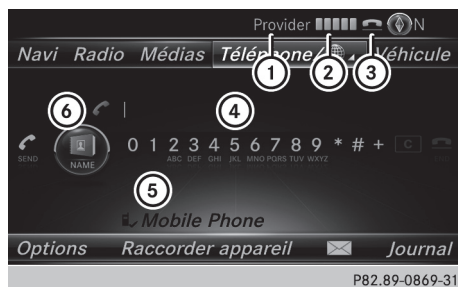 Provider N
1 2 3
Navi Radio Médias Téléphone Véhicule
6 4
0 1 2 3 4 5 6 7 8 9 * # + C
SEND NAME ABC DEF GHI JKL MNO PQRS TUV WXYZ
5
Mobile Phone
Options Raccorder appareil Journal
P82.89-0869-31